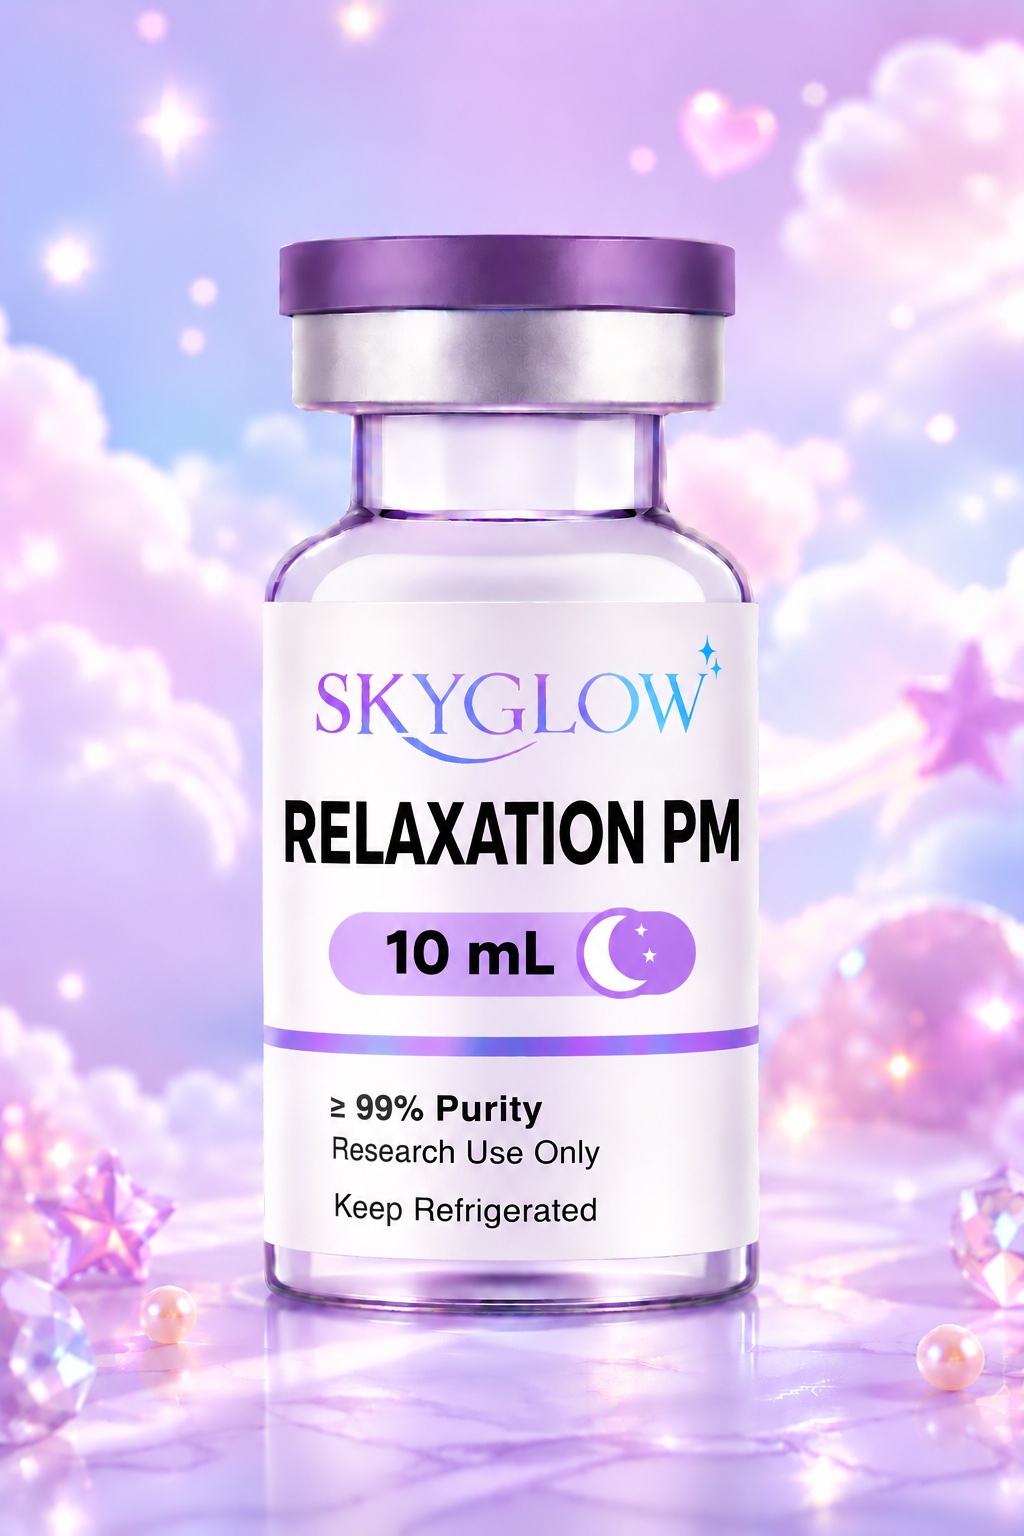 SKYGLOW
RELAXATION PM
10 mL
≥ 99% Purity
Research Use Only
Keep Refrigerated